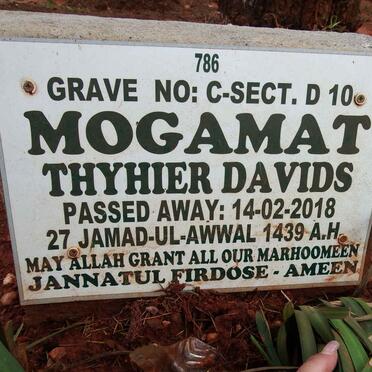 786
GRAVE NO: C-SECT. D 10
MOGAMAT
THYHIER DAVIDS
PASSED AWAY: 14-02-2018
27 JAMAD-UL-AWWAL 1439 A.H
MAY ALLAH GRANT ALL OUR MARHOOMEEN
JANNATUL FIRDOSE - AMEEN